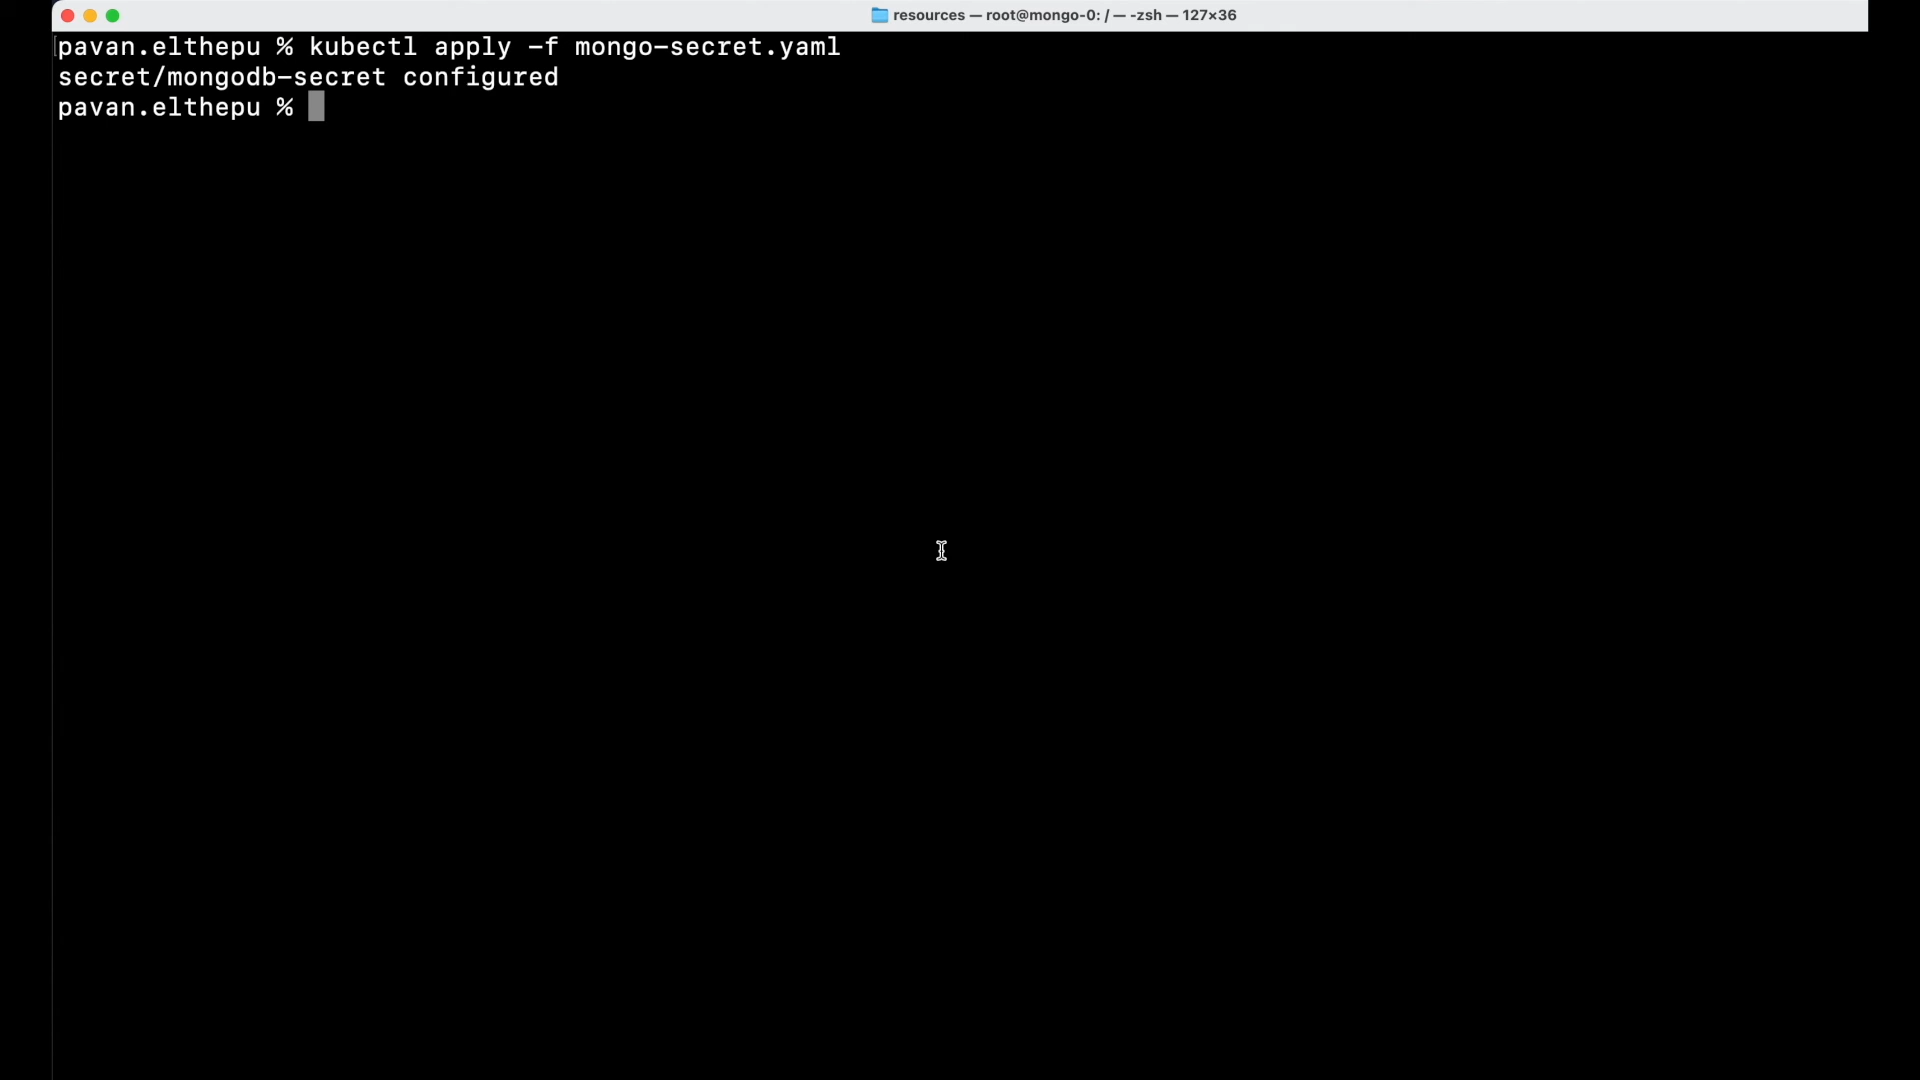 resources — root@mongo-0: / — -zsh — 127×36
pavan.elthepu % kubectl apply -f mongo-secret.yaml
secret/mongodb-secret configured
pavan.elthepu %